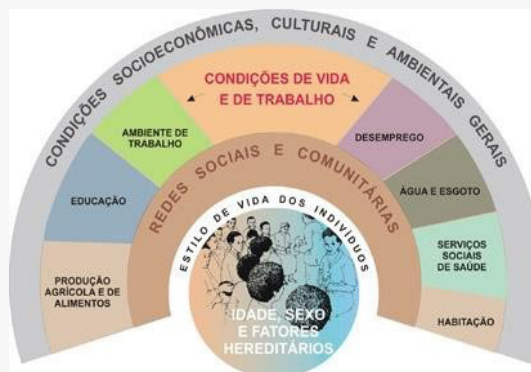 CONDIÇÕES SOCIOECONÔMICAS, CULTURAIS E AMBIENTAIS GERAIS
CONDIÇÕES DE VIDA
E DE TRABALHO
AMBIENTE DE
TRABALHO
DESEMPREGO
REDES SOCIAIS E COMUNITÁRIAS
EDUCAÇÃO
ÁGUA E ESGOTO
ESTILO DE VIDA DOS INDIVÍDUOS
SERVIÇOS
SOCIAIS
DE SAÚDE
PRODUÇÃO
AGRÍCOLA E DE
ALIMENTOS
HABITAÇÃO
IDADE, SEXO
E FATORES
HEREDITÁRIOS